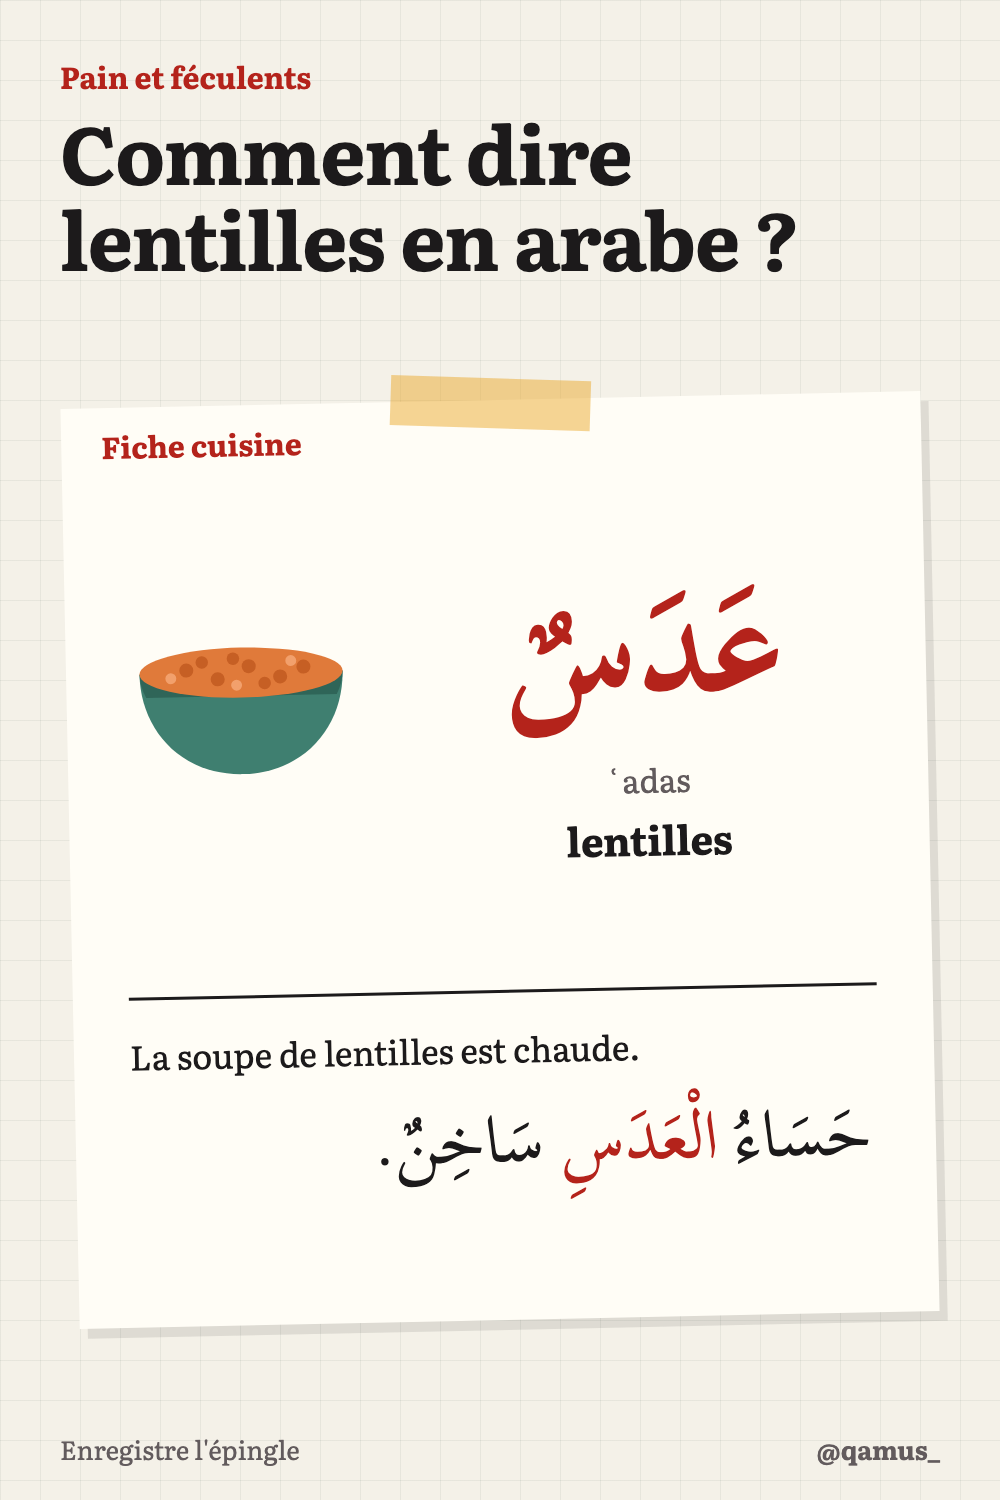 Pain et féculents
Comment dire
lentilles en arabe ?
Fiche cuisine
عَدَسٌ
ʿadas
lentilles
La soupe de lentilles est chaude.
حَسَاءُ الْعَدَسِ سَاخِنٌ.
Enregistre l'épingle
@qamus_